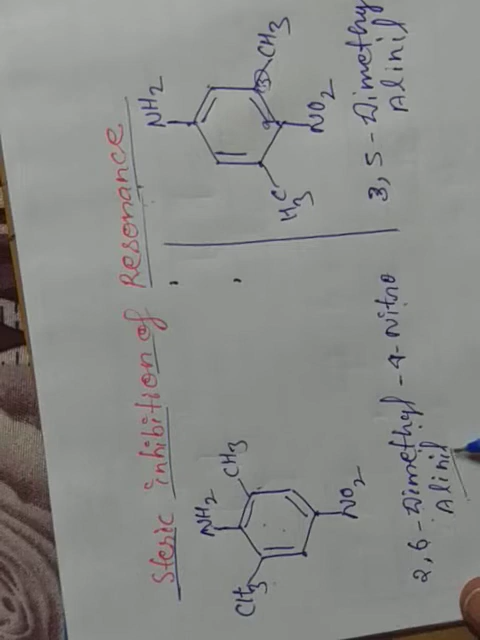 Steric inhibition of Resonance
NH2
CH3
CH3
NO2
2,6-Dimethyl-4-Nitro
Alinil
NH2
CH3
H3C
NO2
3,5-Dimethy
Alinil